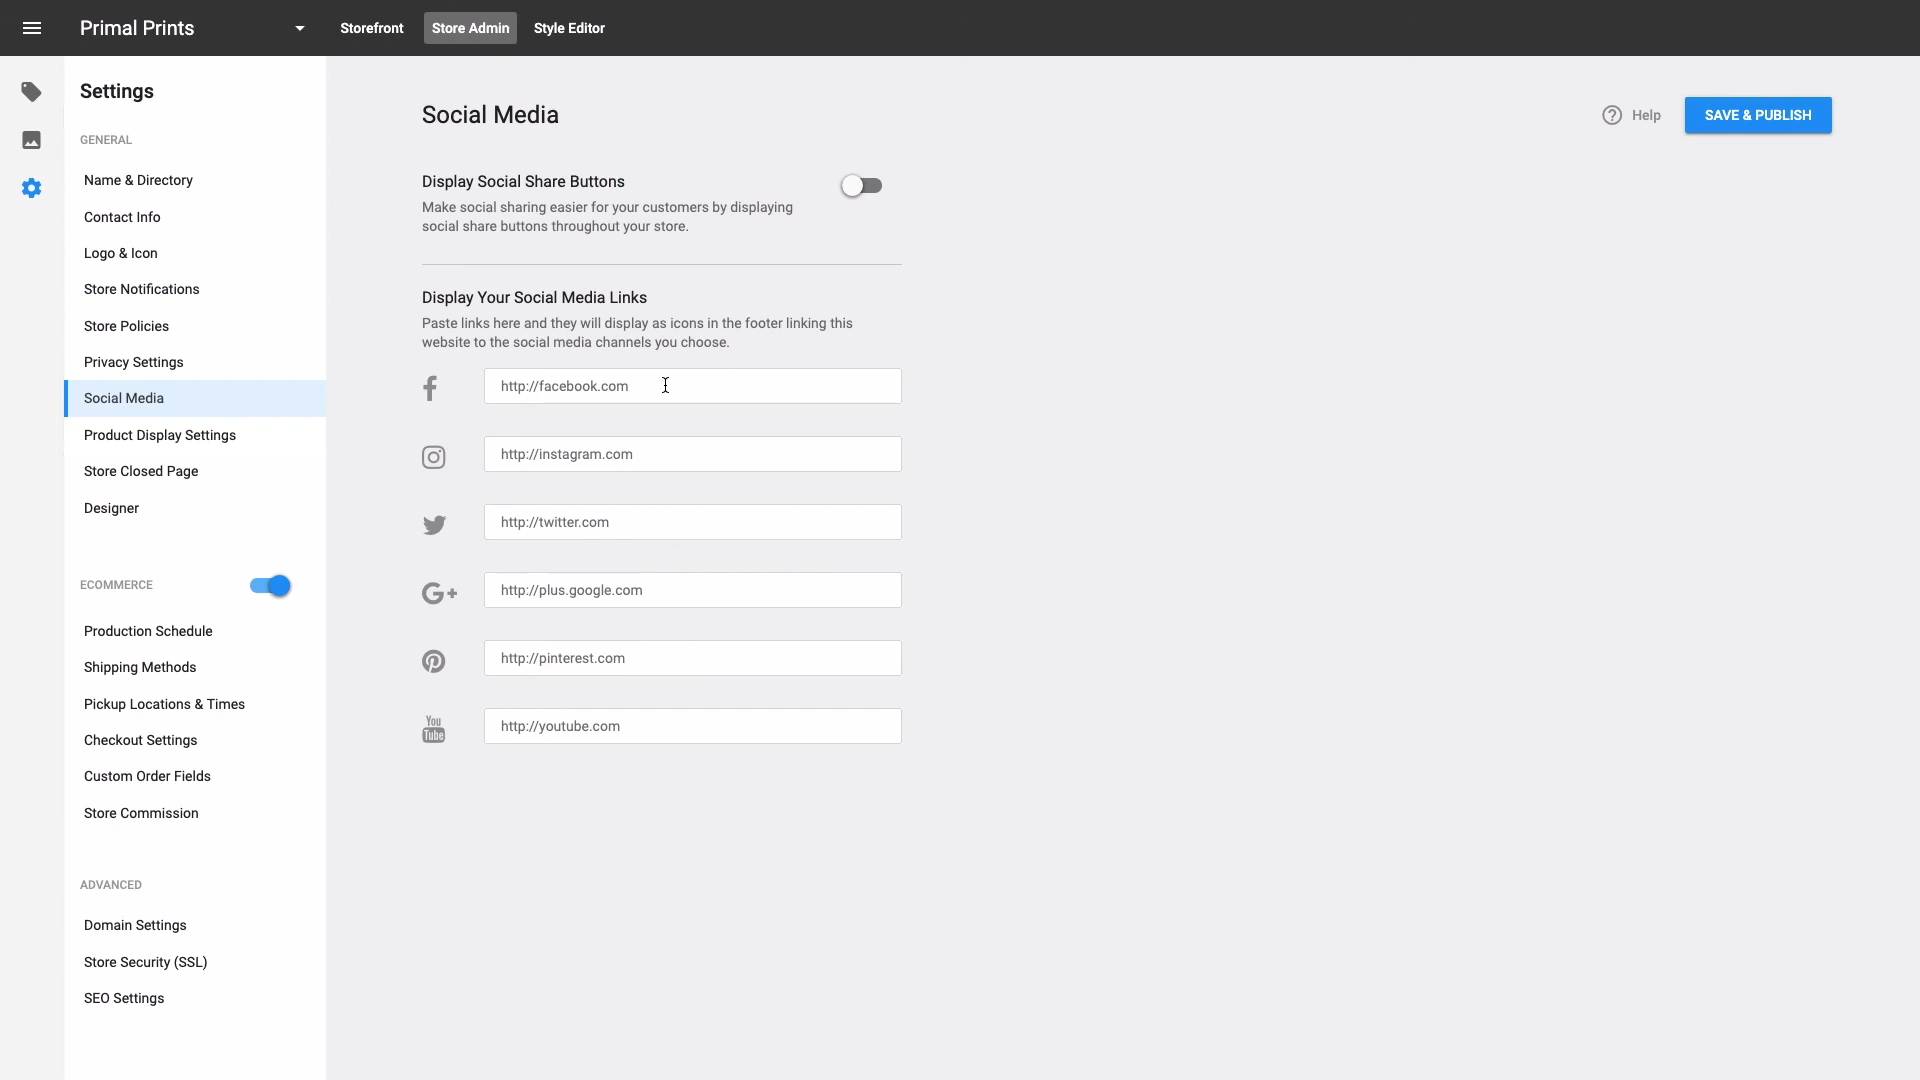 Primal Prints
Storefront
Store Admin
Style Editor
Settings
GENERAL
Name & Directory
Contact Info
Logo & Icon
Store Notifications
Store Policies
Privacy Settings
Social Media
Product Display Settings
Store Closed Page
Designer
ECOMMERCE
Production Schedule
Shipping Methods
Pickup Locations & Times
Checkout Settings
Custom Order Fields
Store Commission
ADVANCED
Domain Settings
Store Security (SSL)
SEO Settings
Social Media
? Help
SAVE & PUBLISH
Display Social Share Buttons
Make social sharing easier for your customers by displaying
social share buttons throughout your store.
Display Your Social Media Links
Paste links here and they will display as icons in the footer linking this
website to the social media channels you choose.
http://facebook.com
http://instagram.com
http://twitter.com
G+ http://plus.google.com
http://pinterest.com
You
Tube
http://youtube.com